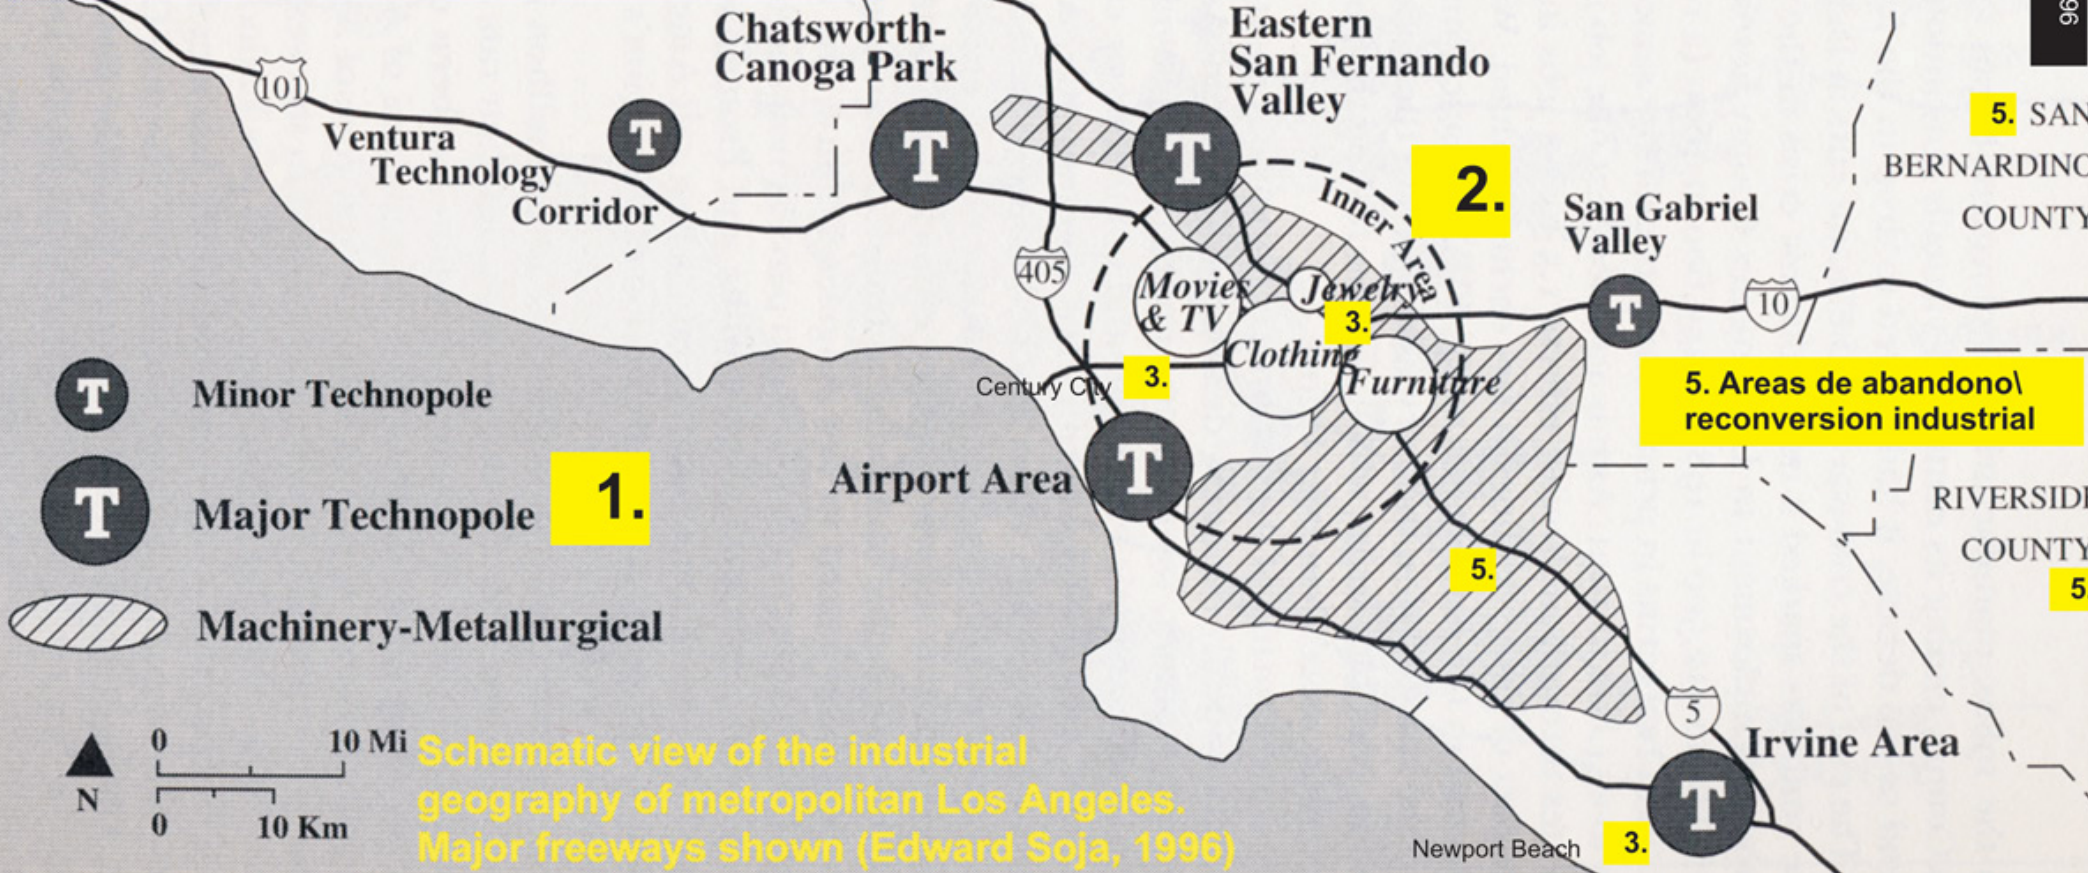 96
Chatsworth-
Canoga Park
Eastern
San Fernando
Valley
101
Ventura
Technology
Corridor
T
T
T
Inner Area
2.
5. SAN
BERNARDINO
COUNTY
San Gabriel
Valley
T
10
405
Movies
& TV
Jewelry
3.
Clothing
Furniture
Century City
3.
5. Areas de abandono\
reconversion industrial
T
Minor Technopole
T
Major Technopole
1.
Airport Area
T
RIVERSIDE
COUNTY
5.
5.
Machinery-Metallurgical
5
Irvine Area
T
N
0 10 Mi
0 10 Km
Schematic view of the industrial
geography of metropolitan Los Angeles.
Major freeways shown (Edward Soja, 1996)
Newport Beach
3.